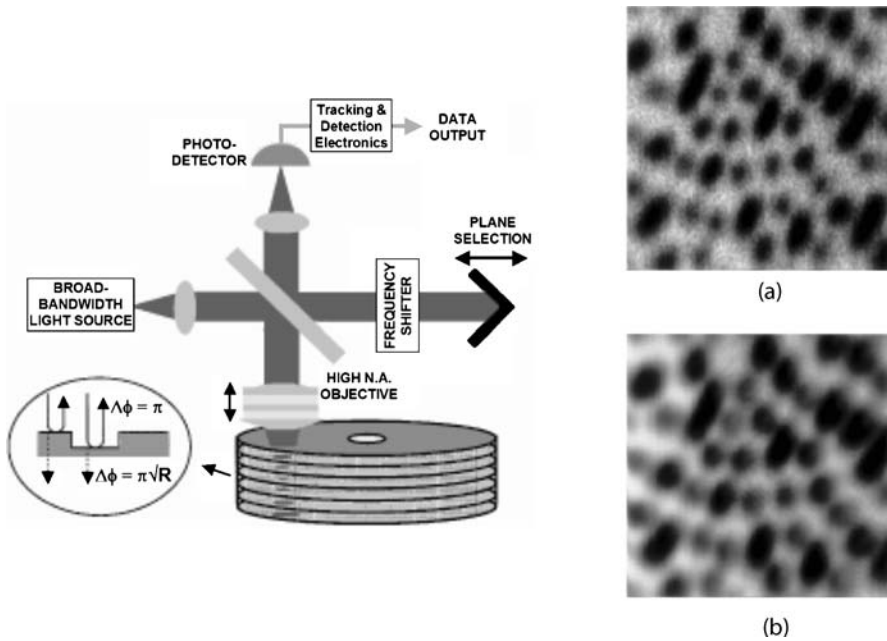 Tracking &
Detection
Electronics
DATA
OUTPUT
PHOTO-
DETECTOR
PLANE
SELECTION
BROAD-
BANDWIDTH
LIGHT SOURCE
FREQUENCY
SHIFTER
HIGH N.A.
OBJECTIVE
Δϕ = π
Δϕ = π√R
(a)
(b)